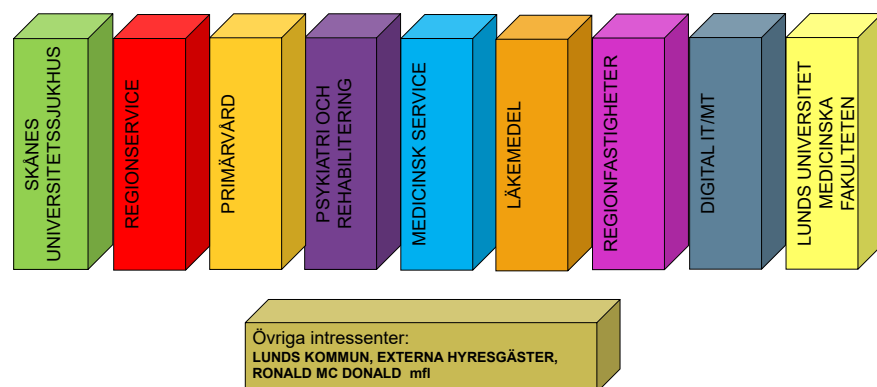 SKÅNES
UNIVERSITETSSJUKHUS
REGIONSERVICE
PRIMÄRVÅRD
PSYKIATRI OCH
REHABILITERING
MEDICINSK SERVICE
LÄKEMEDEL
REGIONFASTIGHETER
DIGITAL IT/MT
LUNDS UNIVERSITET
MEDICINSKA
FAKULTETEN
Övriga intressenter:
LUNDS KOMMUN, EXTERNA HYRESGÄSTER,
RONALD MC DONALD mfl